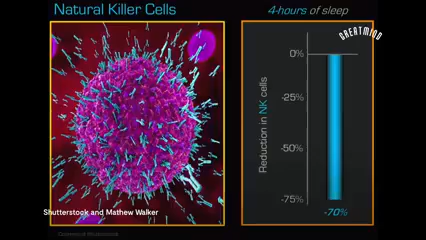 Natural Killer Cells
4-hours of sleep
GREATMIND
0%
-25%
-50%
-75%
Reduction in NK cells
-70%
Shutterstook and Mathew Walker